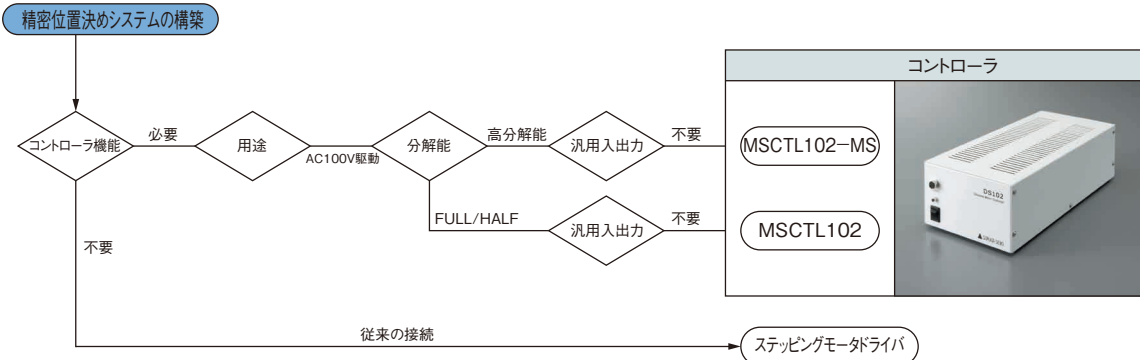 精密位置決めシステムの構築
コントローラ
コントローラ機能
必要
用途
AC100V駆動
分解能
高分解能
汎用入出力
不要
MSCTL102-MS
DS102
FULL/HALF
汎用入出力
不要
MSCTL102
不要
従来の接続
ステッピングモータドライバ